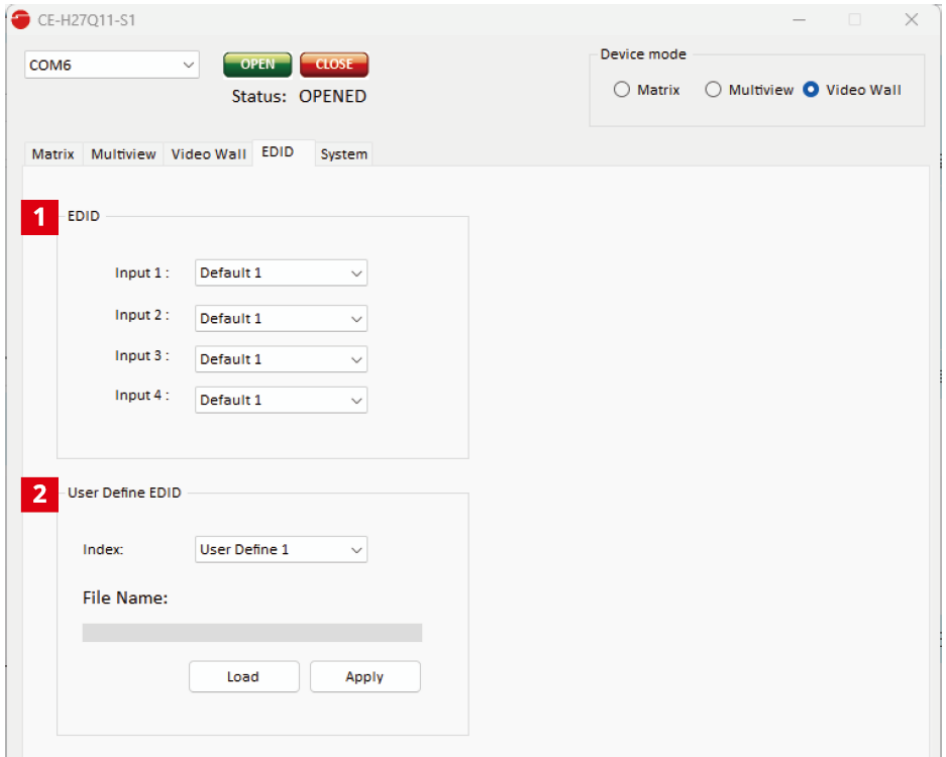 CE-H27Q11-S1
COM6
OPEN
CLOSE
Status: OPENED
Device mode
Matrix
Multiview
Video Wall
Matrix
Multiview
Video Wall
EDID
System
1
EDID
Input 1 :
Default 1
Input 2 :
Default 1
Input 3 :
Default 1
Input 4 :
Default 1
2
User Define EDID
Index:
User Define 1
File Name:
Load
Apply